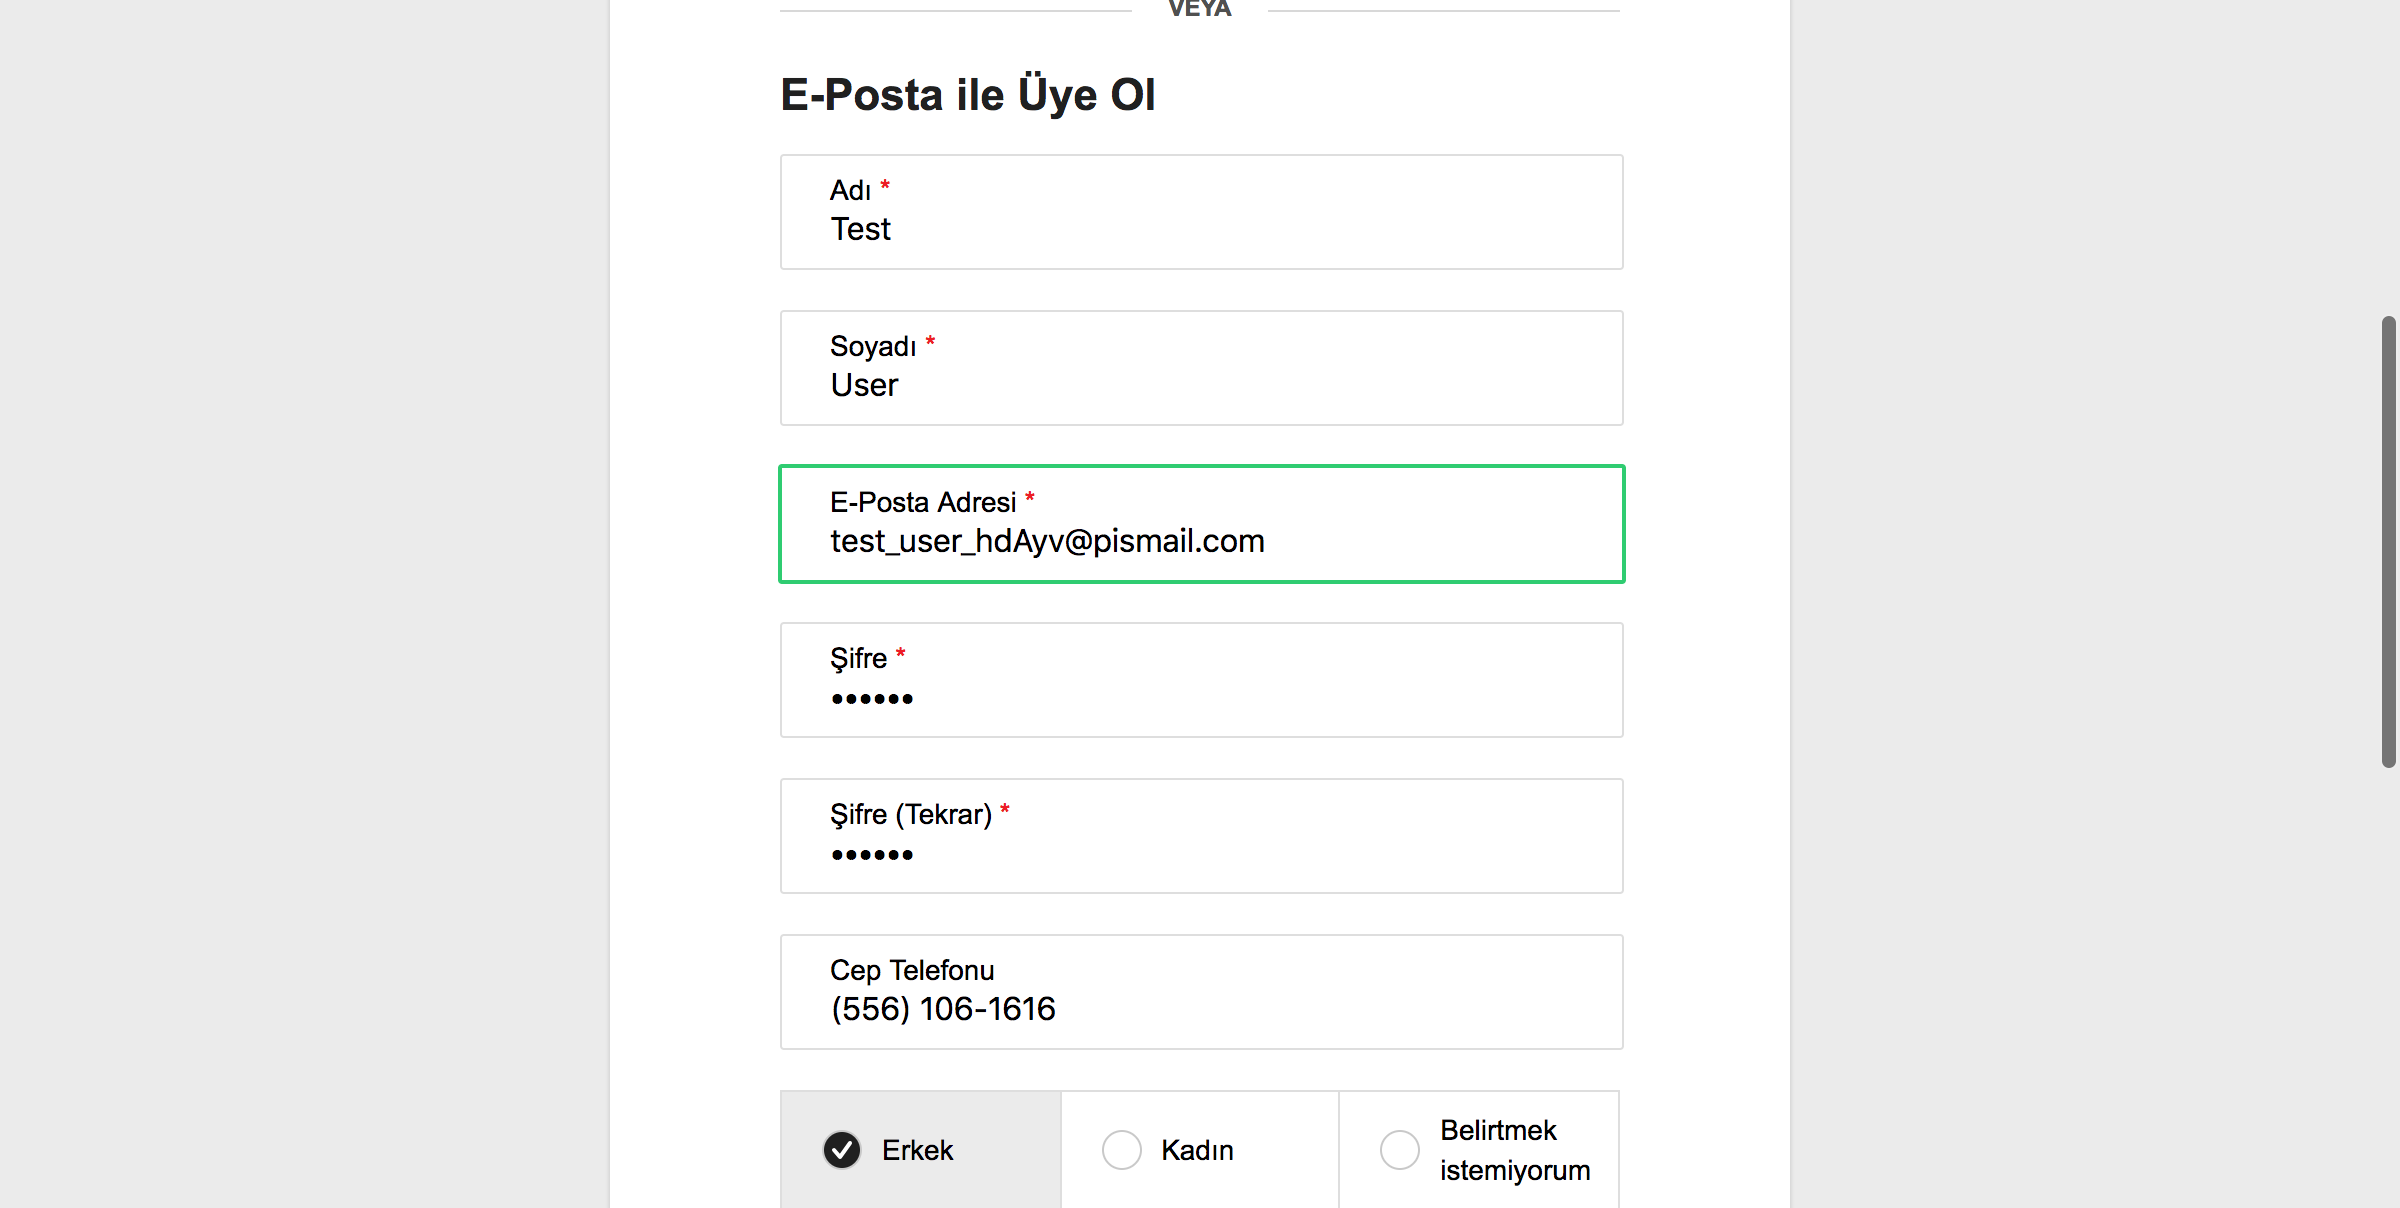 VEYA
E-Posta ile Üye Ol
Adı *
Test
Soyadı *
User
E-Posta Adresi *
test_user_hdAyv@pismail.com
Şifre *
••••••
Şifre (Tekrar) *
••••••
Cep Telefonu
(556) 106-1616
Erkek
Kadın
Belirtmek
istemiyorum